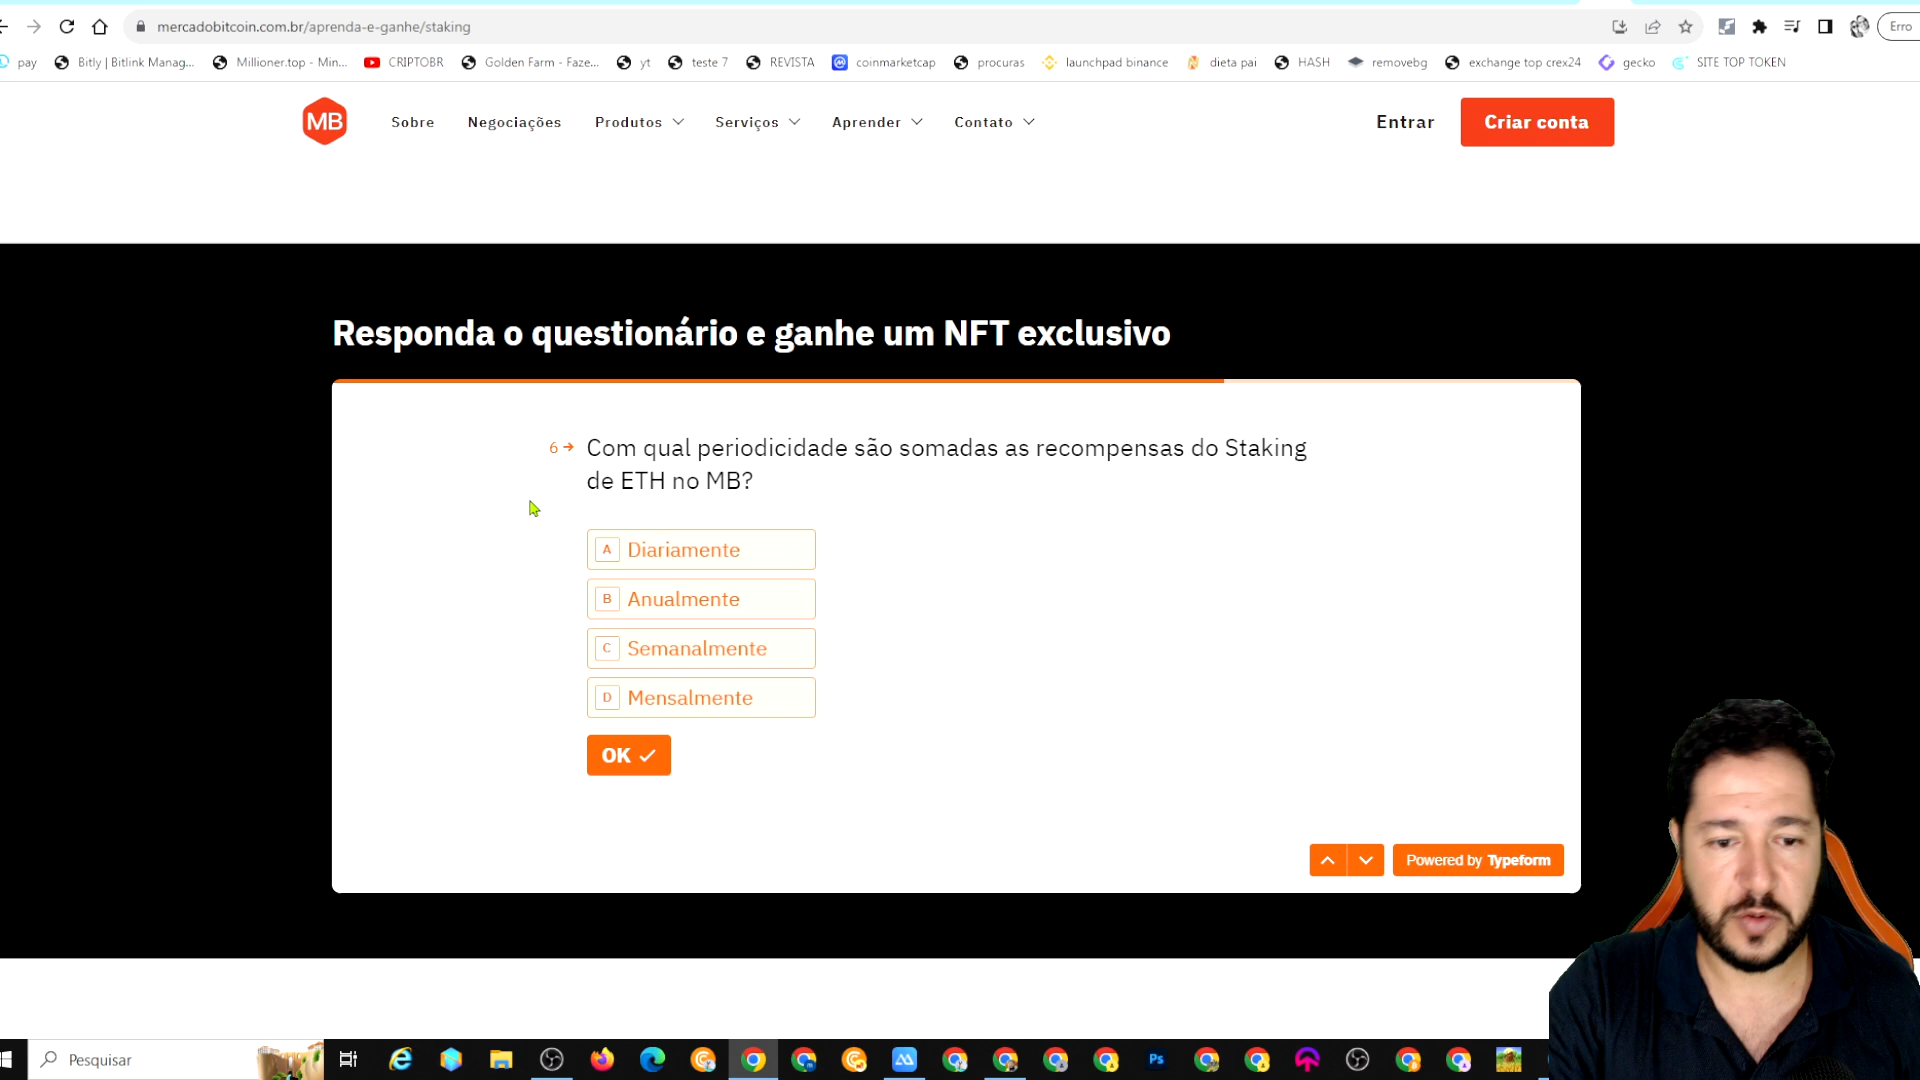 mercadobitcoin.com.br/aprenda-e-ganhe/staking
Erro
pay
Bitly | Bitlink Manag...
Millioner.top - Min...
CRIPTOBR
Golden Farm - Faze...
yt
teste 7
REVISTA
coinmarketcap
procuras
launchpad binance
dieta pai
HASH
removebg
exchange top crex24
gecko
SITE TOP TOKEN
MB
Sobre
Negociações
Produtos
Serviços
Aprender
Contato
Entrar
Criar conta
Responda o questionário e ganhe um NFT exclusivo
6 Com qual periodicidade são somadas as recompensas do Staking
de ETH no MB?
A Diariamente
B Anualmente
C Semanalmente
D Mensalmente
OK
Powered by Typeform
Pesquisar
Ps